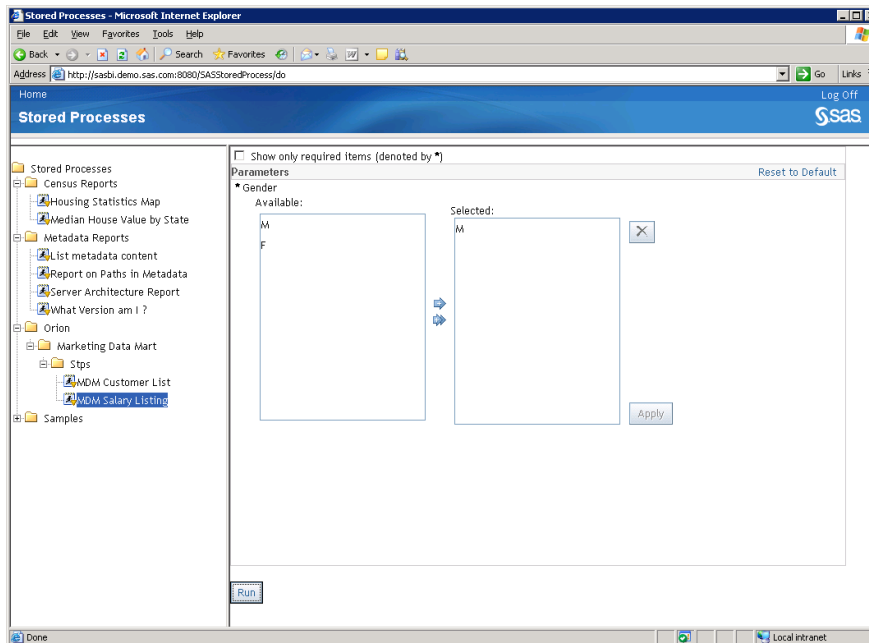 Stored Processes - Microsoft Internet Explorer
File Edit View Favorites Tools Help
Back Search Favorites
Address http://sasbi.demo.sas.com:8080/SASStoredProcess/do Go Links
Home Log Off
Stored Processes sas
Show only required items (denoted by *)
Parameters Reset to Default
* Gender
Available:
M
F
Selected:
M
Apply
Run
Stored Processes
Census Reports
Housing Statistics Map
Median House Value by State
Metadata Reports
List metadata content
Report on Paths in Metadata
Server Architecture Report
What Version am I ?
Orion
Marketing Data Mart
Stps
MDM Customer List
MDM Salary Listing
Samples
Done Local intranet